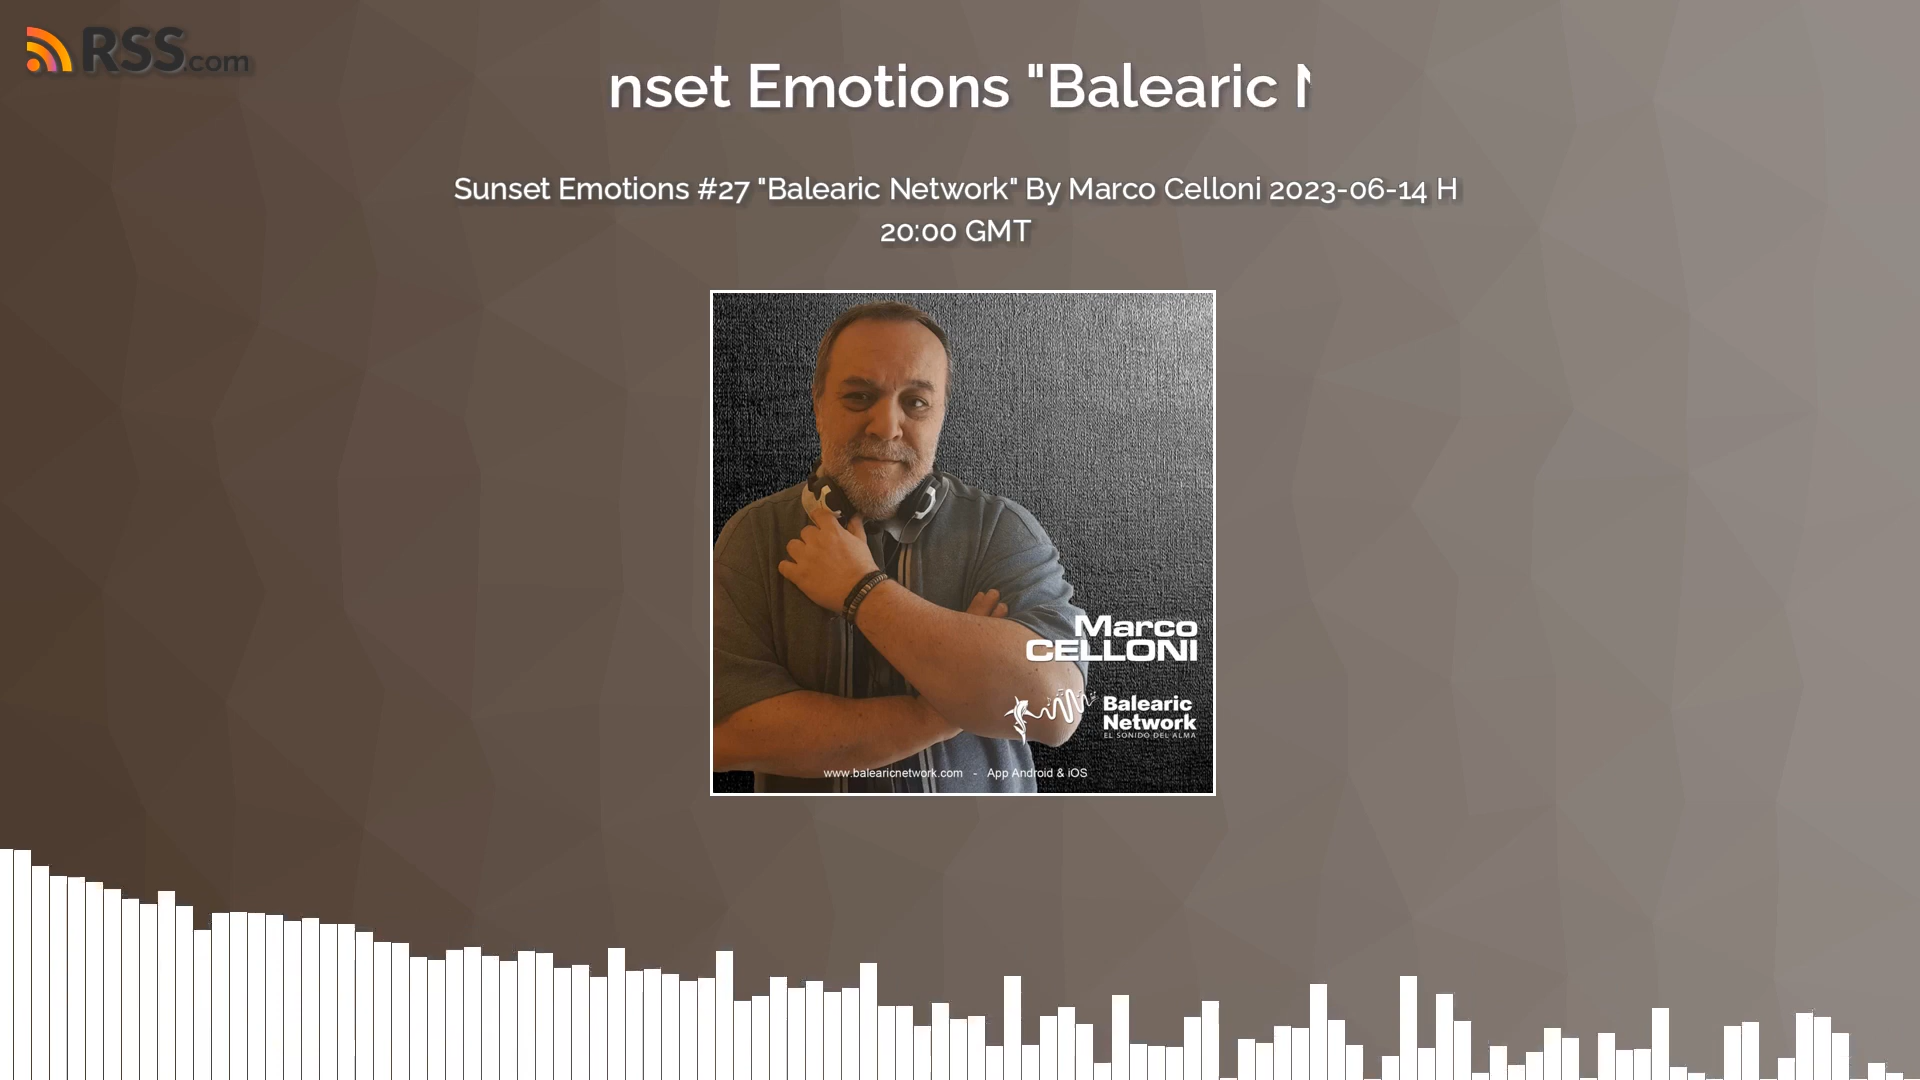 RSS.com
nset Emotions "Balearic N
Sunset Emotions #27 "Balearic Network" By Marco Celloni 2023-06-14 H
20:00 GMT
Marco
CELLONI
Balearic
Network
EL SONIDO DEL ALMA
www.balearicnetwork.com - App Android & iOS